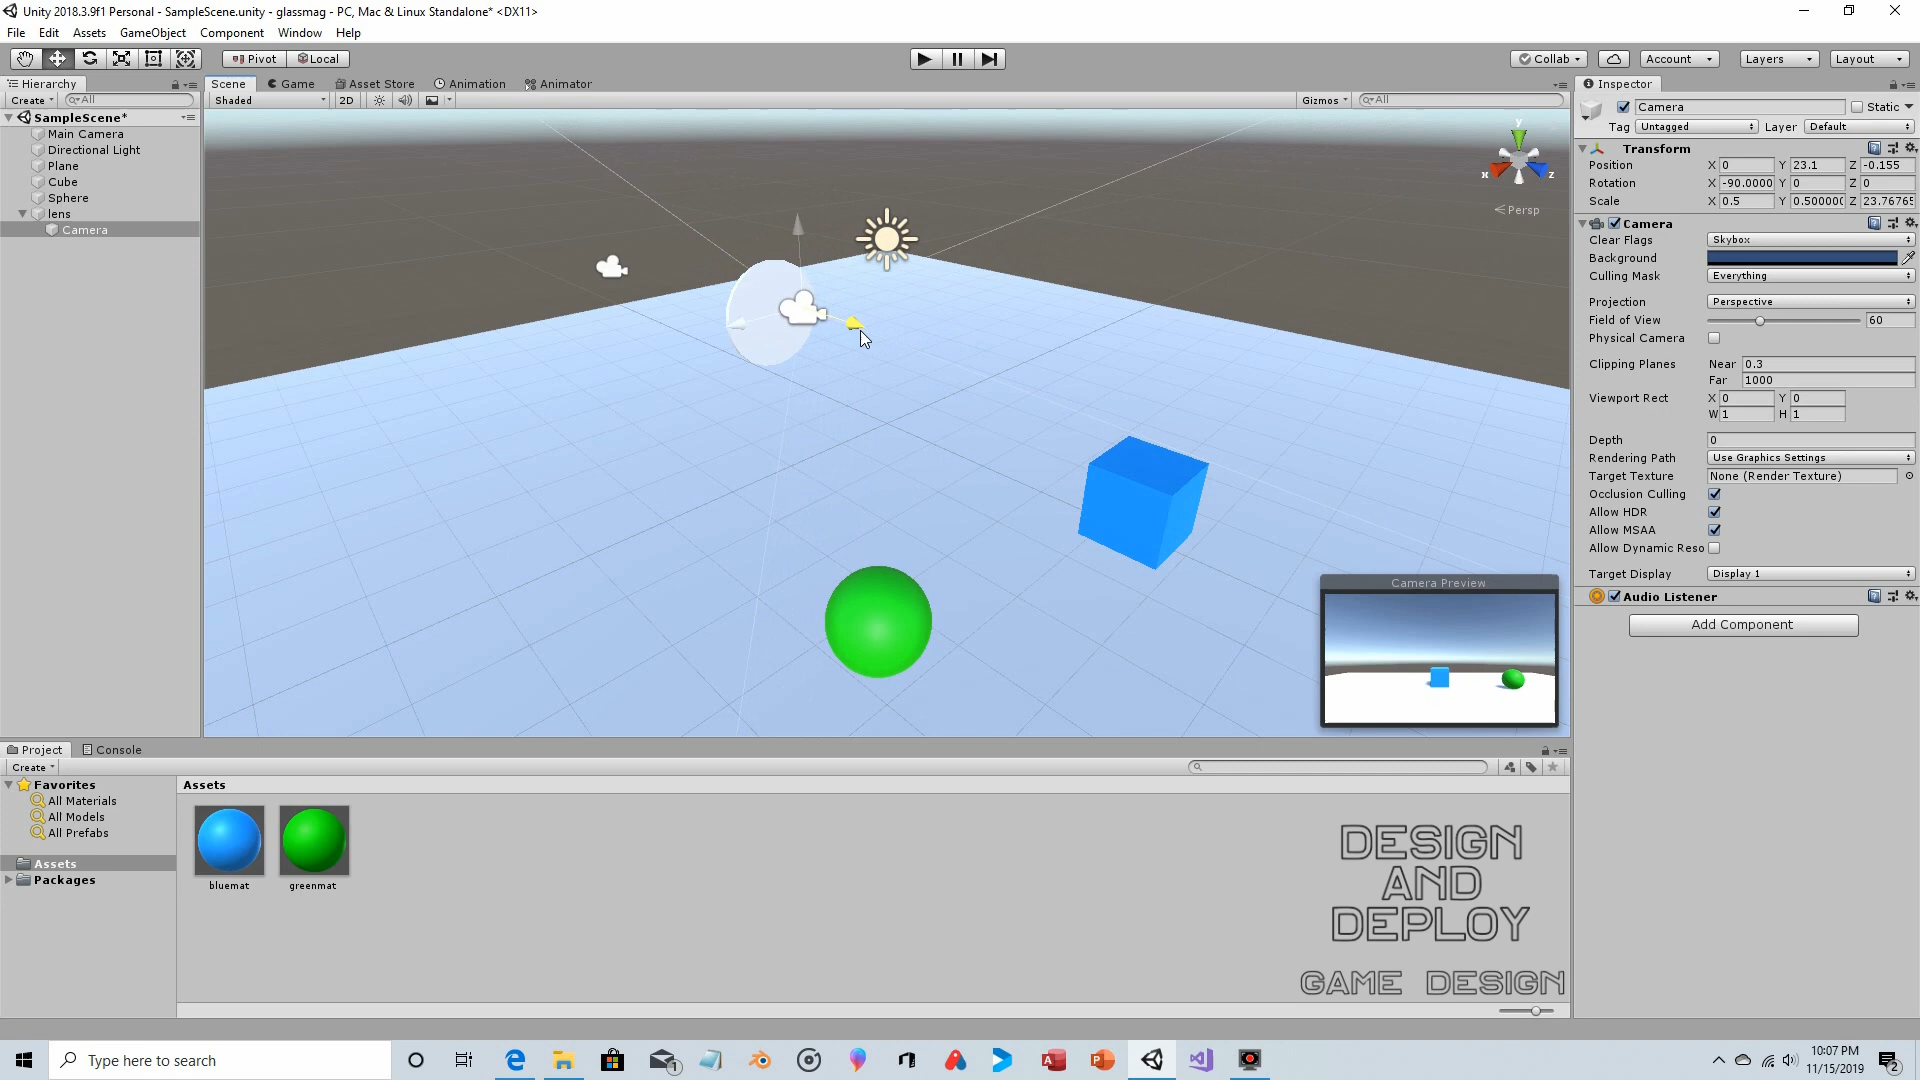 Unity 2018.3.9f1 Personal - SampleScene.unity - glassmag - PC, Mac & Linux Standalone* <DX11>
File Edit Assets GameObject Component Window Help
Pivot Local Collab Account Layers Layout
Hierarchy Scene Game Asset Store Animation Animator Inspector
Create All Shaded 2D Gizmos All
Camera Static
SampleScene*
Main Camera
Directional Light
Plane
Cube
Sphere
lens
Camera
y
x
z
Persp
Tag Untagged Layer Default
Transform
Position X 0 Y 23.1 Z -0.155
Rotation X -90.0000 Y 0 Z 0
Scale X 0.5 Y 0.500000 Z 23.76765
Camera
Clear Flags Skybox
Background
Culling Mask Everything
Projection Perspective
Field of View 60
Physical Camera
Clipping Planes Near 0.3
Far 1000
Viewport Rect X 0 Y 0
W 1 H 1
Depth 0
Rendering Path Use Graphics Settings
Target Texture None (Render Texture)
Occlusion Culling
Allow HDR
Allow MSAA
Allow Dynamic Reso
Target Display Display 1
Audio Listener
Add Component
Camera Preview
Project Console
Create
Favorites
All Materials
All Models
All Prefabs
Assets
Packages
Assets
bluemat greenmat
DESIGN
AND
DEPLOY
GAME DESIGN
Type here to search
1
10:07 PM
11/15/2019
2